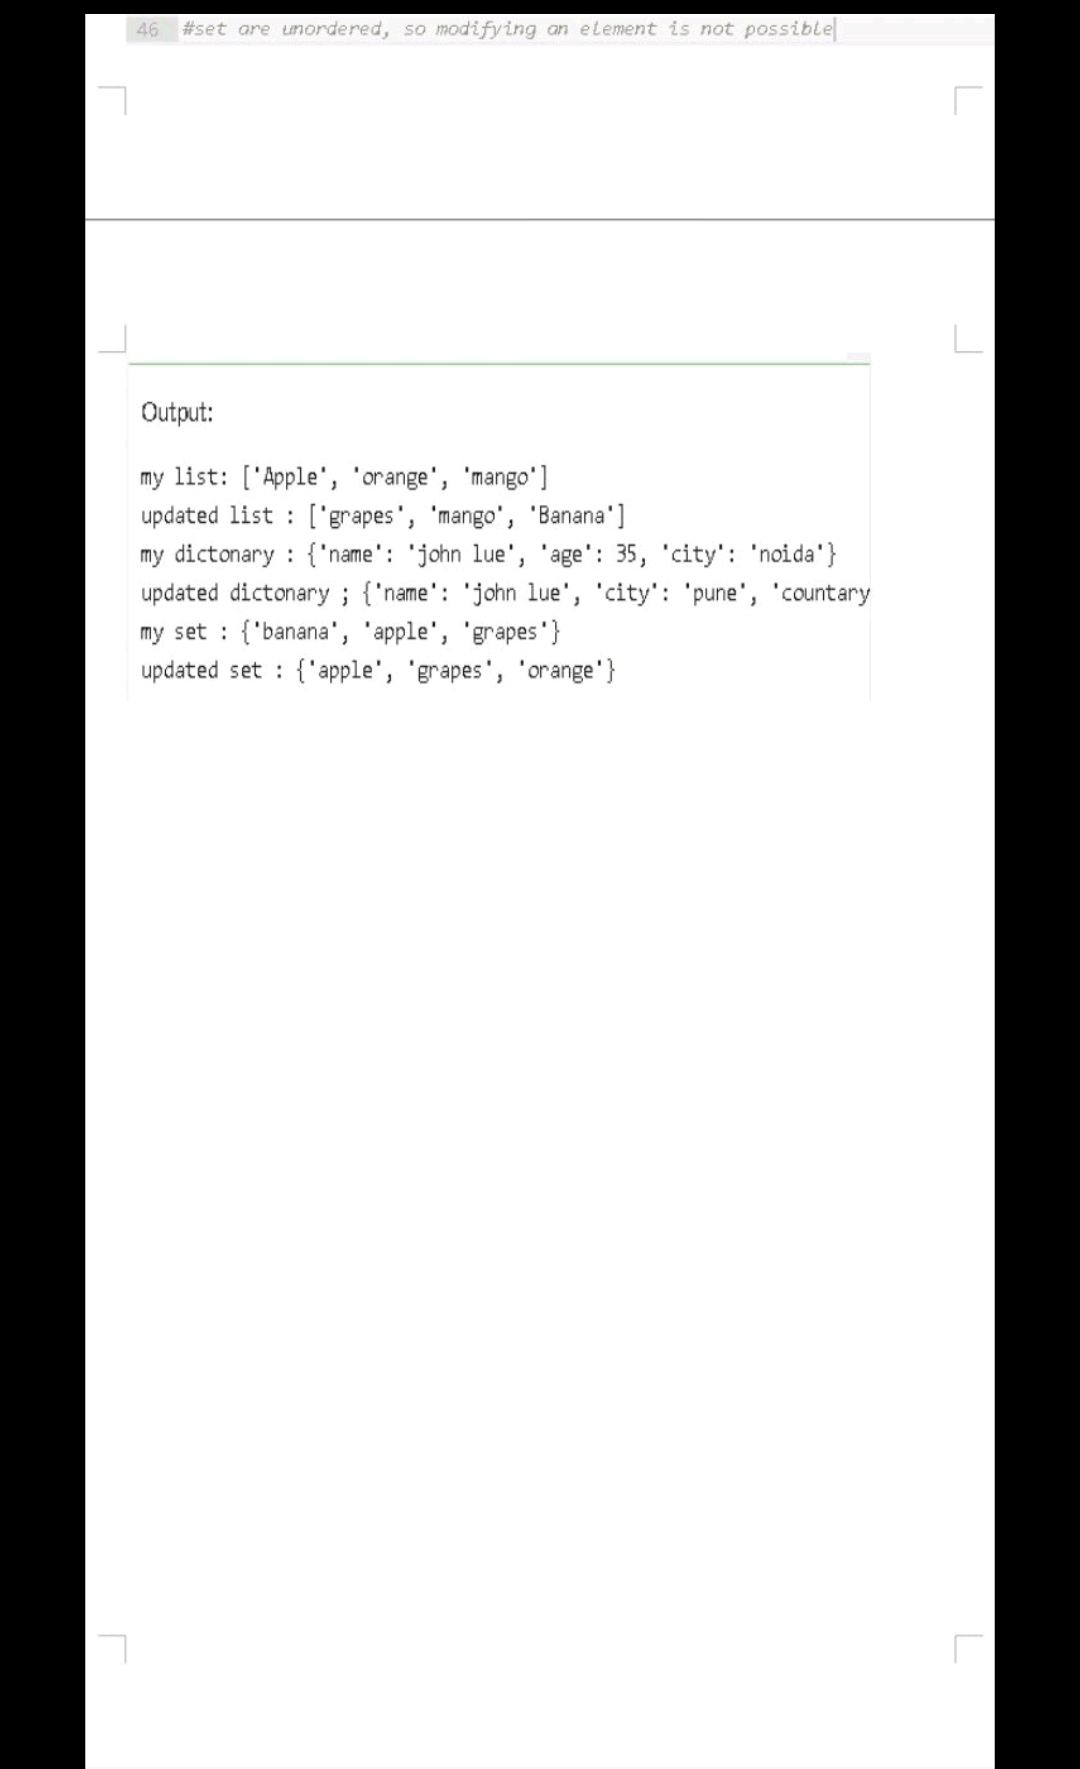 46 #set are unordered, so modifying an element is not possible
Output:
my list: ['Apple', 'orange', 'mango']
updated list : ['grapes', 'mango', 'Banana']
my dictonary : {'name': 'john lue', 'age': 35, 'city': 'noida'}
updated dictonary ; {'name': 'john lue', 'city': 'pune', 'countary
my set : {'banana', 'apple', 'grapes'}
updated set : {'apple', 'grapes', 'orange'}